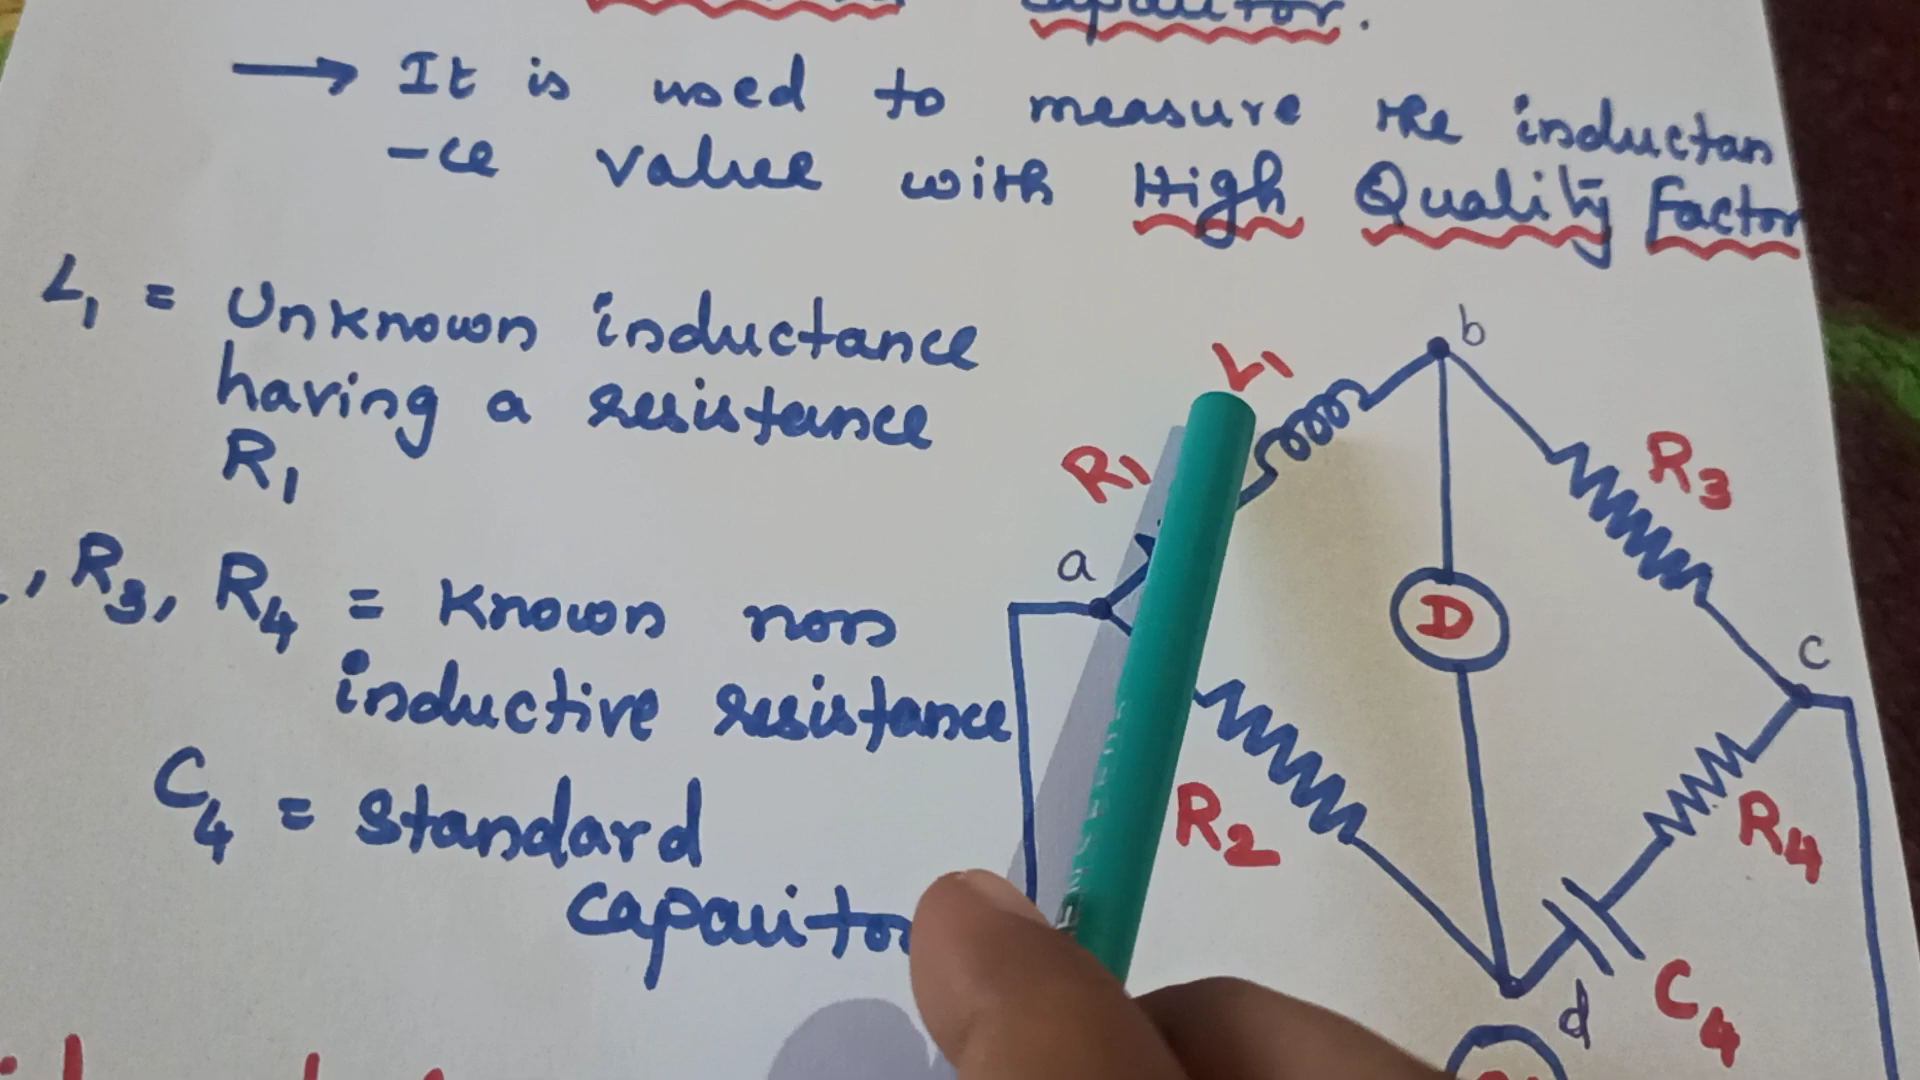 capacitor.
→ It is used to measure the inductan
-ce value with High Quality Factor
L1 = Unknown inductance
having a resistance
R1
, R3, R4 = Known non
inductive resistance
C4 = Standard
capacitor
b
L1
R1
R3
a
D
c
R2
R4
C4
d